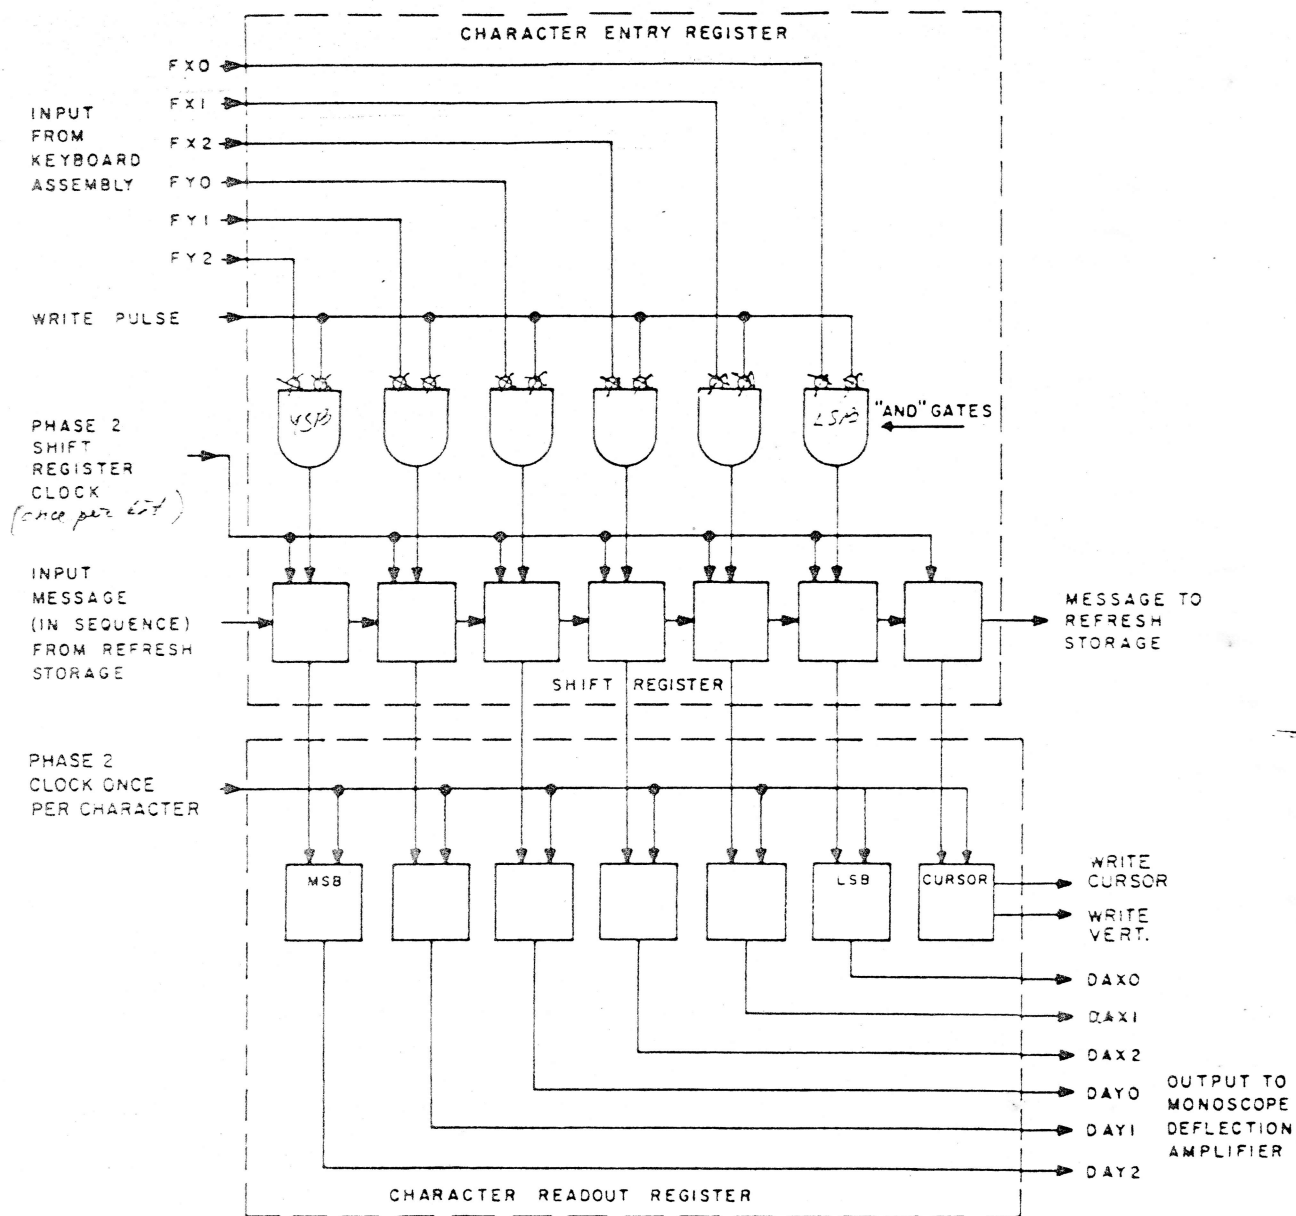 CHARACTER ENTRY REGISTER
FX0
FX1
FX2
FY0
FY1
FY2
INPUT
FROM
KEYBOARD
ASSEMBLY
WRITE PULSE
MSB
LSB
"AND" GATES
PHASE 2
SHIFT
REGISTER
CLOCK
(once per bit)
INPUT
MESSAGE
(IN SEQUENCE)
FROM REFRESH
STORAGE
MESSAGE TO
REFRESH
STORAGE
SHIFT REGISTER
PHASE 2
CLOCK ONCE
PER CHARACTER
MSB
LSB
CURSOR
WRITE
CURSOR
WRITE
VERT.
DAX0
DAX1
DAX2
DAY0
DAY1
DAY2
OUTPUT TO
MONOSCOPE
DEFLECTION
AMPLIFIER
CHARACTER READOUT REGISTER